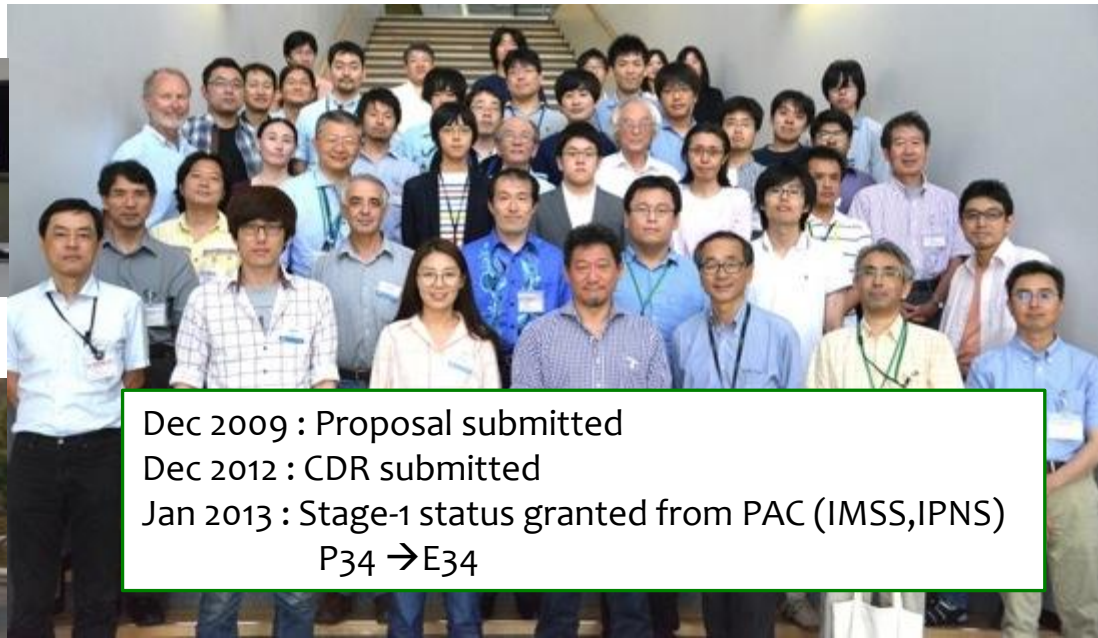 Dec 2009 : Proposal submitted
Dec 2012 : CDR submitted
Jan 2013 : Stage-1 status granted from PAC (IMSS,IPNS)
P34 →E34